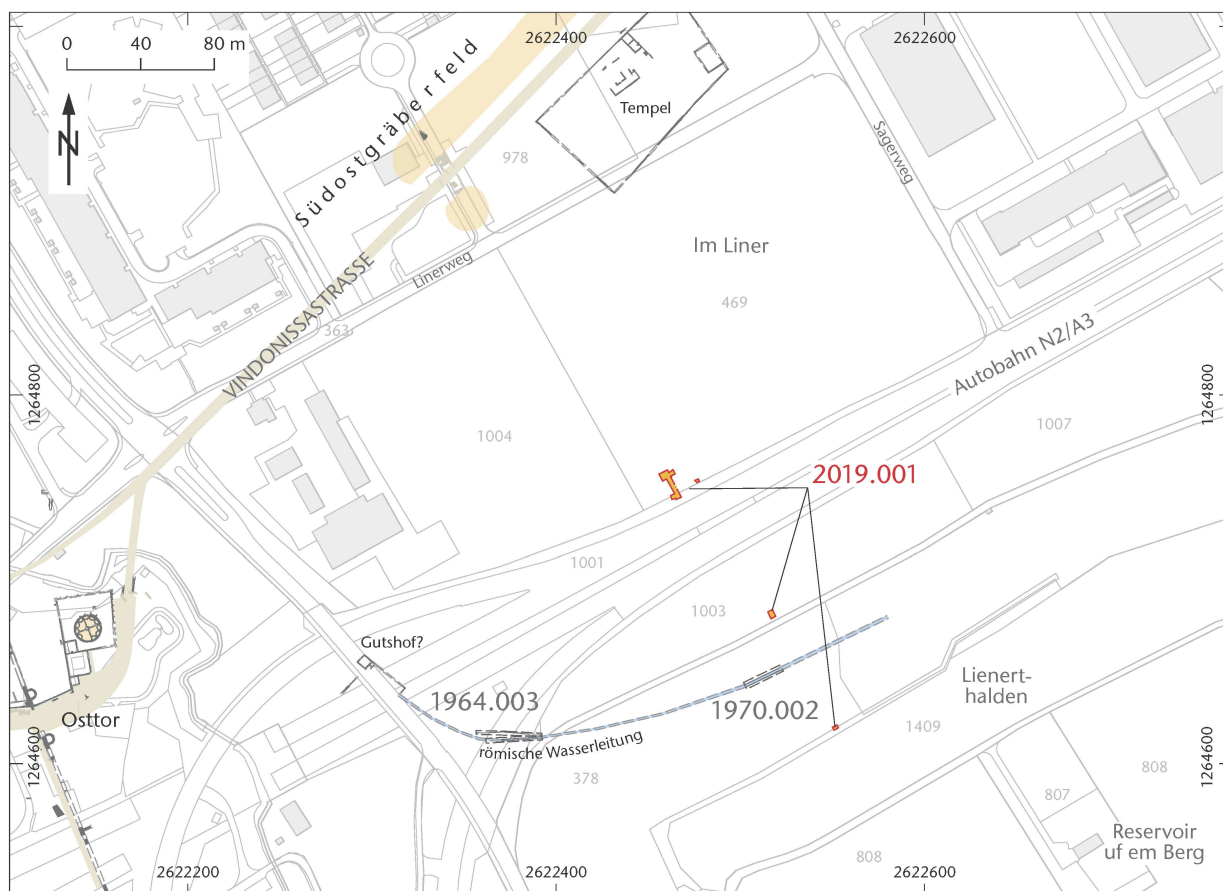 2622400
2622600
0 40 80 m
N
Südostgräberfeld
Tempel
978
Sagerweg
Im Liner
Linerweg
469
VINDONISSASTRASSE
363
Autobahn N2/A3
1264800
1264800
1007
1004
2019.001
1001
1003
Gutshof?
Lienert-
halden
1964.003
1970.002
Osttor
1409
römische Wasserleitung
1264600
1264600
378
808
807
Reservoir
uf em Berg
808
2622200
2622400
2622600